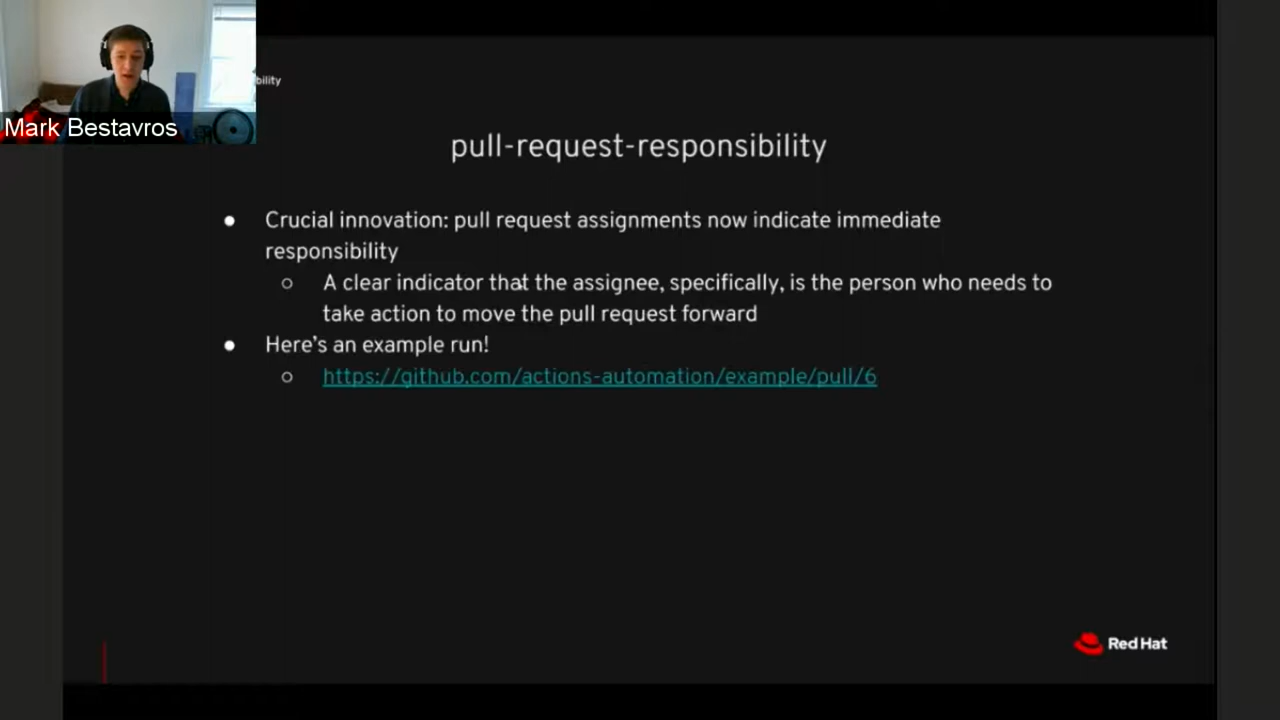 Mark Bestavros
bility
pull-request-responsibility
● Crucial innovation: pull request assignments now indicate immediate
responsibility
○ A clear indicator that the assignee, specifically, is the person who needs to
take action to move the pull request forward
● Here's an example run!
○ https://github.com/actions-automation/example/pull/6
Red Hat